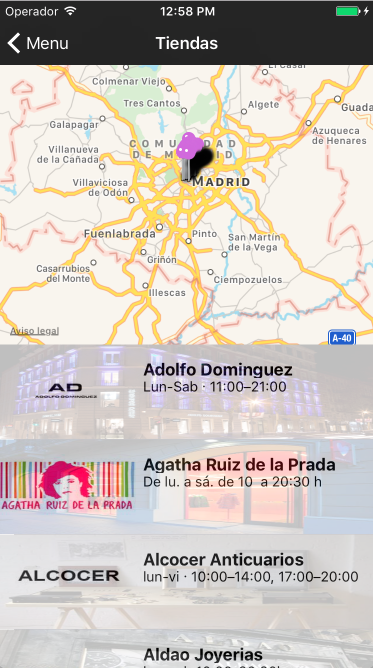 Operador 12:58 PM
Menu Tiendas
El Casar
Colmenar Viejo
Tres Cantos
Algete
Guada
Galapagar
Azuqueca
de Henares
COMUNIDAD
DE MADRID
Villanueva
de la Cañada
MADRID
Villaviciosa
de Odón
Fuenlabrada
Pinto
San Martín
de la Vega
Griñón
Casarrubios
del Monte
Ciempozuelos
Illescas
Aviso legal
A-40
AD
ADOLFO DOMINGUEZ
Adolfo Dominguez
Lun-Sab · 11:00–21:00
AGATHA RUIZ DE LA PRADA
Agatha Ruiz de la Prada
De lu. a sá. de 10 a 20:30 h
ALCOCER
Alcocer Anticuarios
lun-vi · 10:00–14:00, 17:00–20:00
Aldao Joyerias